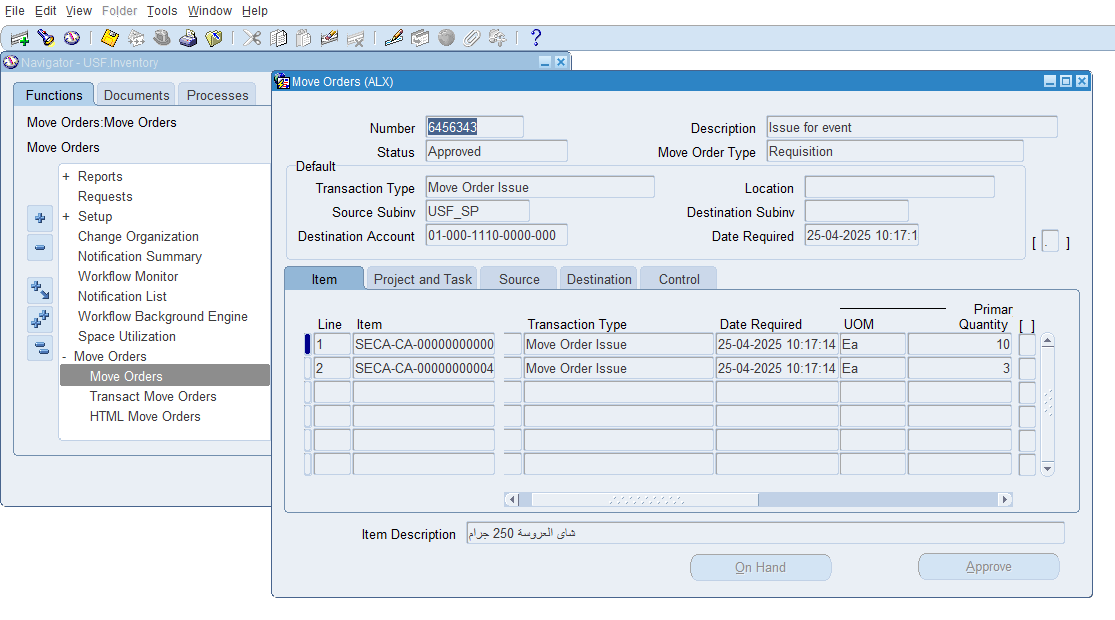 File Edit View Folder Tools Window Help
Navigator - USF.Inventory
Functions Documents Processes
Move Orders:Move Orders
Move Orders
+ Reports
Requests
+ Setup
Change Organization
Notification Summary
Workflow Monitor
Notification List
Workflow Background Engine
Space Utilization
- Move Orders
Move Orders
Transact Move Orders
HTML Move Orders
Move Orders (ALX)
Number 6456343 Description Issue for event
Status Approved Move Order Type Requisition
Default
Transaction Type Move Order Issue Location
Source Subinv USF_SP Destination Subinv
Destination Account 01-000-1110-0000-000 Date Required 25-04-2025 10:17:1
[ . ]
Item Project and Task Source Destination Control
Primar
Line Item Transaction Type Date Required UOM Quantity [ ]
1 SECA-CA-00000000000 Move Order Issue 25-04-2025 10:17:14 Ea 10
2 SECA-CA-00000000004 Move Order Issue 25-04-2025 10:17:14 Ea 3
Item Description شاى العروسة 250 جرام
On Hand Approve